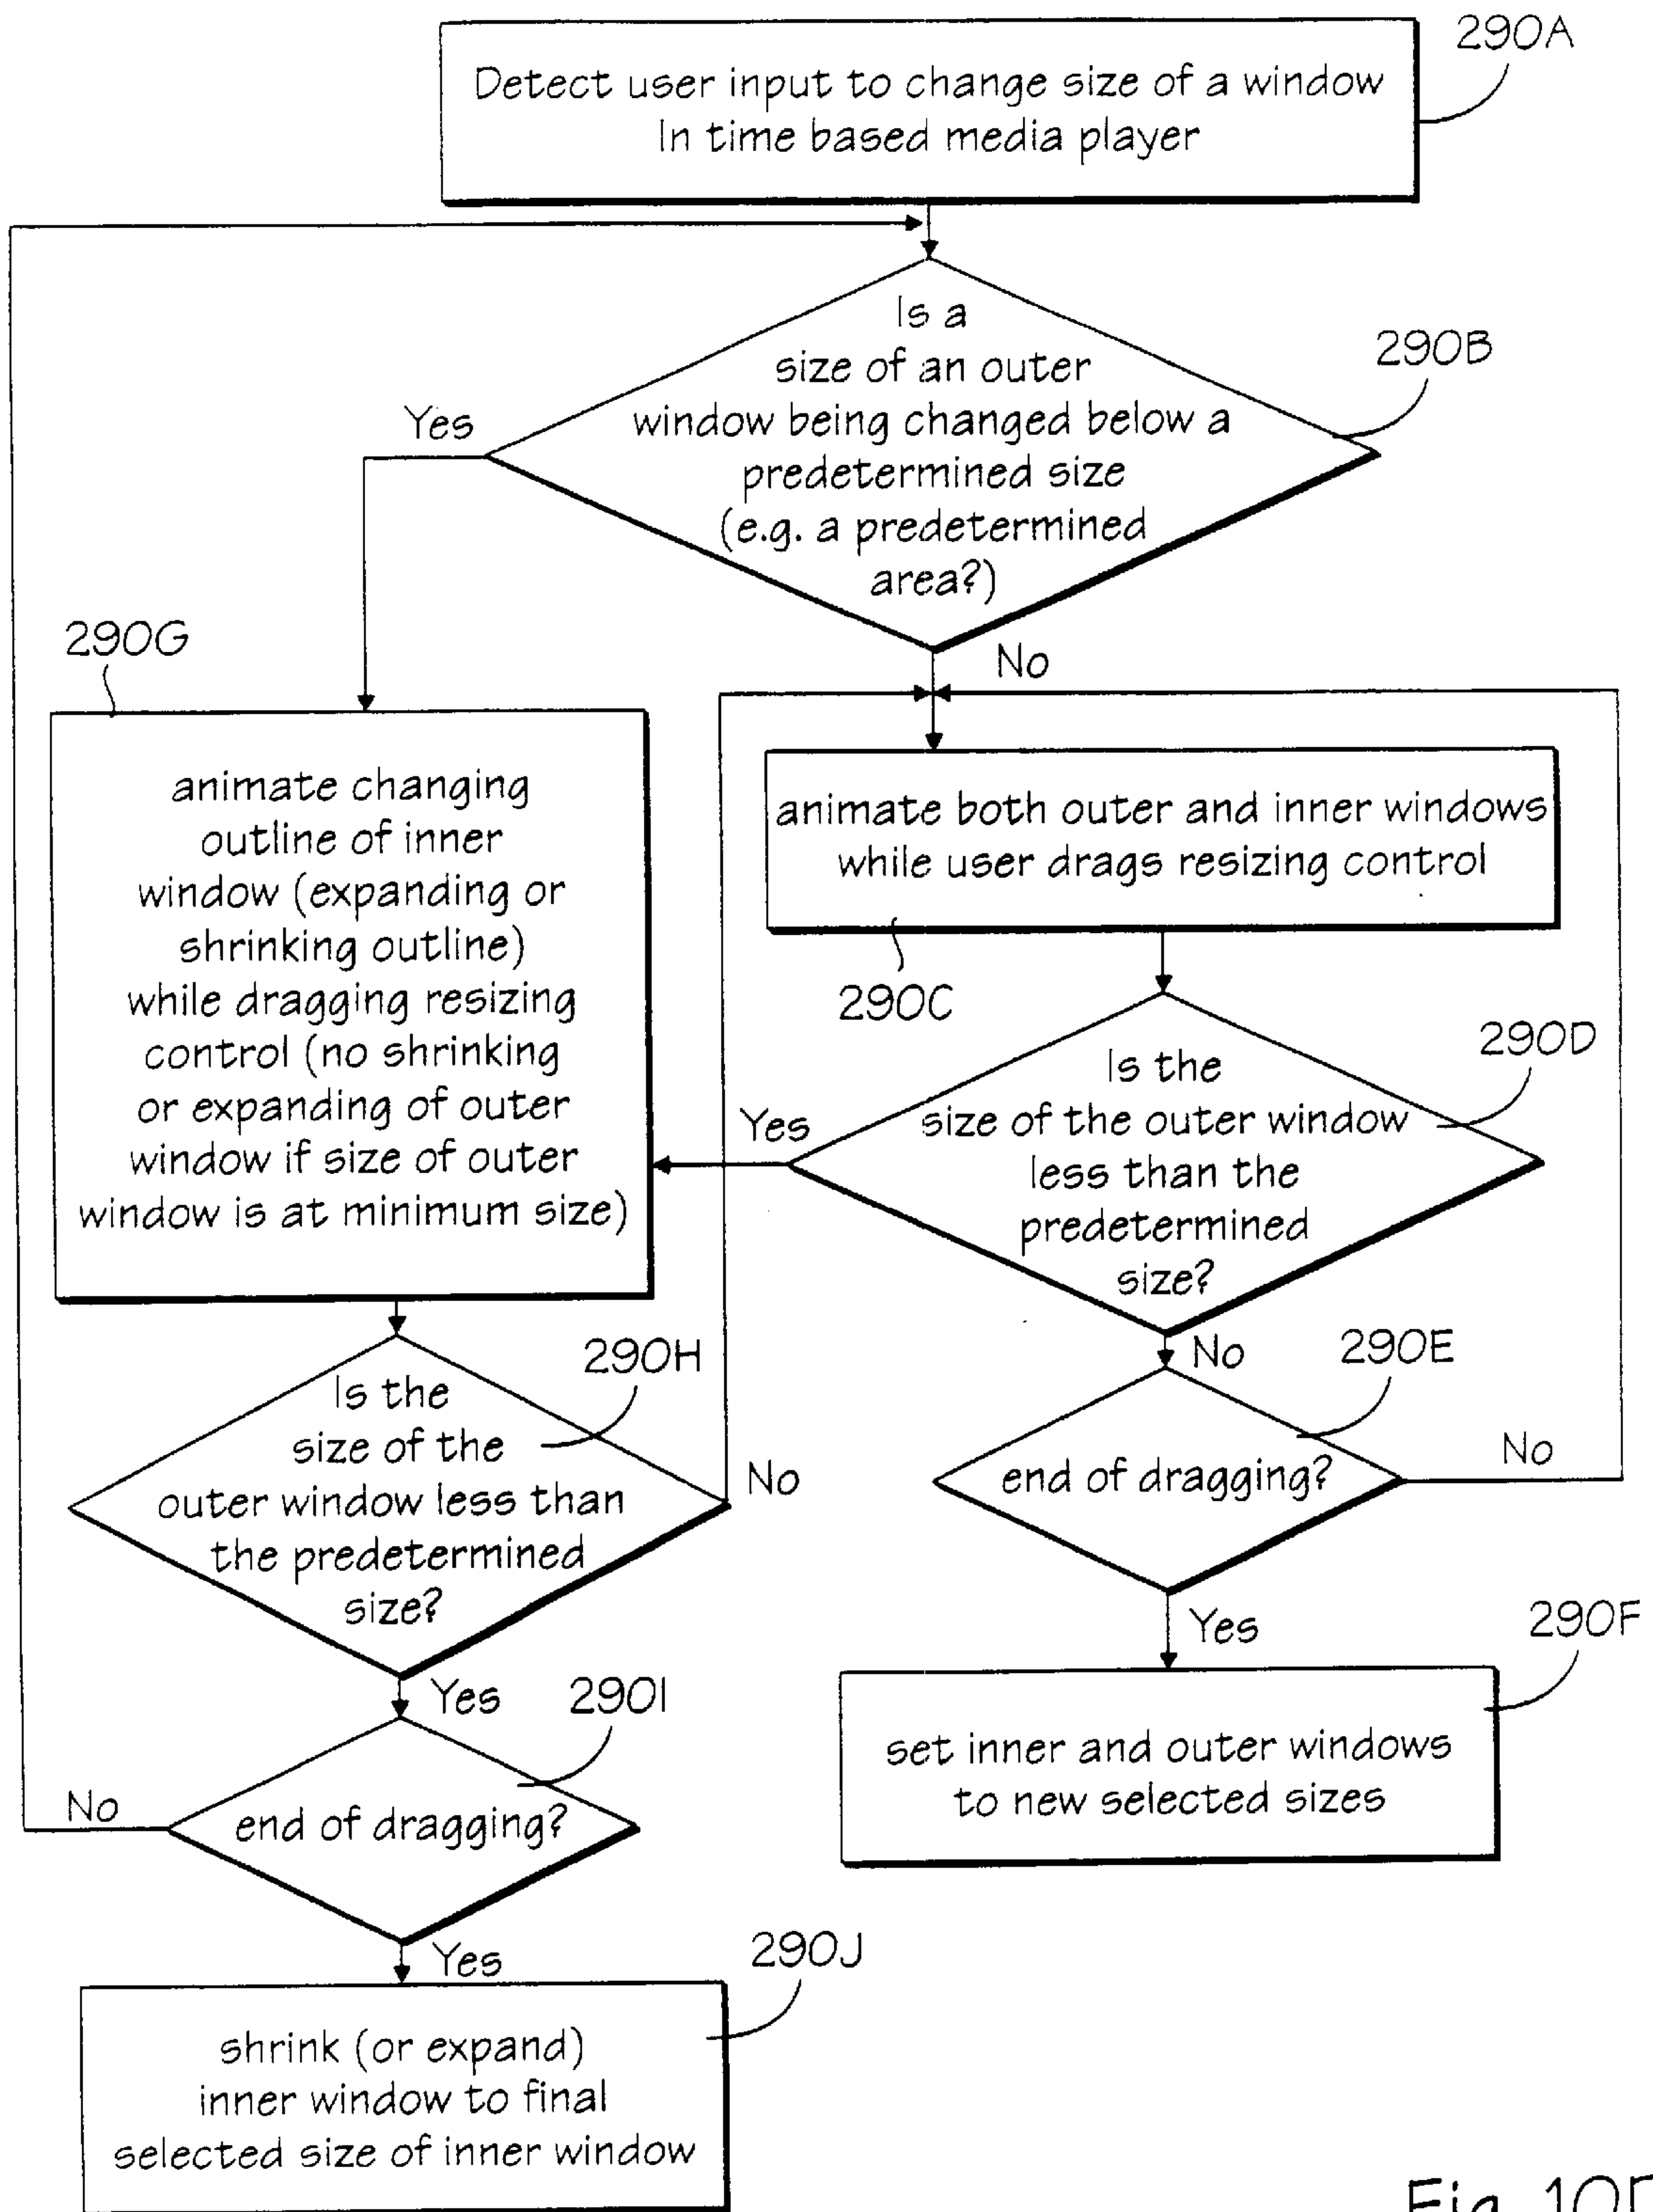 290A
Detect user input to change size of a window
In time based media player
290B
Is a
size of an outer
window being changed below a
predetermined size
(e.g. a predetermined
area?)
Yes
No
290G
animate changing
outline of inner
window (expanding or
shrinking outline)
while dragging resizing
control (no shrinking
or expanding of outer
window if size of outer
window is at minimum size)
animate both outer and inner windows
while user drags resizing control
290C
290D
Is the
size of the outer window
less than the
predetermined
size?
Yes
No
290E
end of dragging?
No
Yes
290F
set inner and outer windows
to new selected sizes
290H
Is the
size of the
outer window less than
the predetermined
size?
No
Yes
290I
end of dragging?
No
Yes
290J
shrink (or expand)
inner window to final
selected size of inner window
Fig.